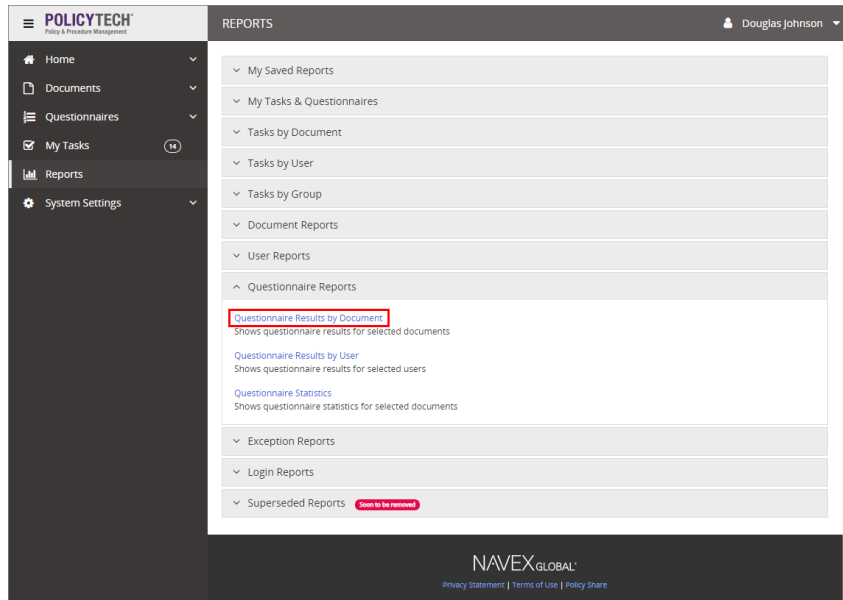 POLICYTECH®
Policy & Procedure Management
REPORTS
Douglas Johnson
Home
Documents
Questionnaires
My Tasks
14
Reports
System Settings
My Saved Reports
My Tasks & Questionnaires
Tasks by Document
Tasks by User
Tasks by Group
Document Reports
User Reports
Questionnaire Reports
Questionnaire Results by Document
Shows questionnaire results for selected documents
Questionnaire Results by User
Shows questionnaire results for selected users
Questionnaire Statistics
Shows questionnaire statistics for selected documents
Exception Reports
Login Reports
Superseded Reports Soon to be removed
NAVEX GLOBAL®
Privacy Statement | Terms of Use | Policy Share